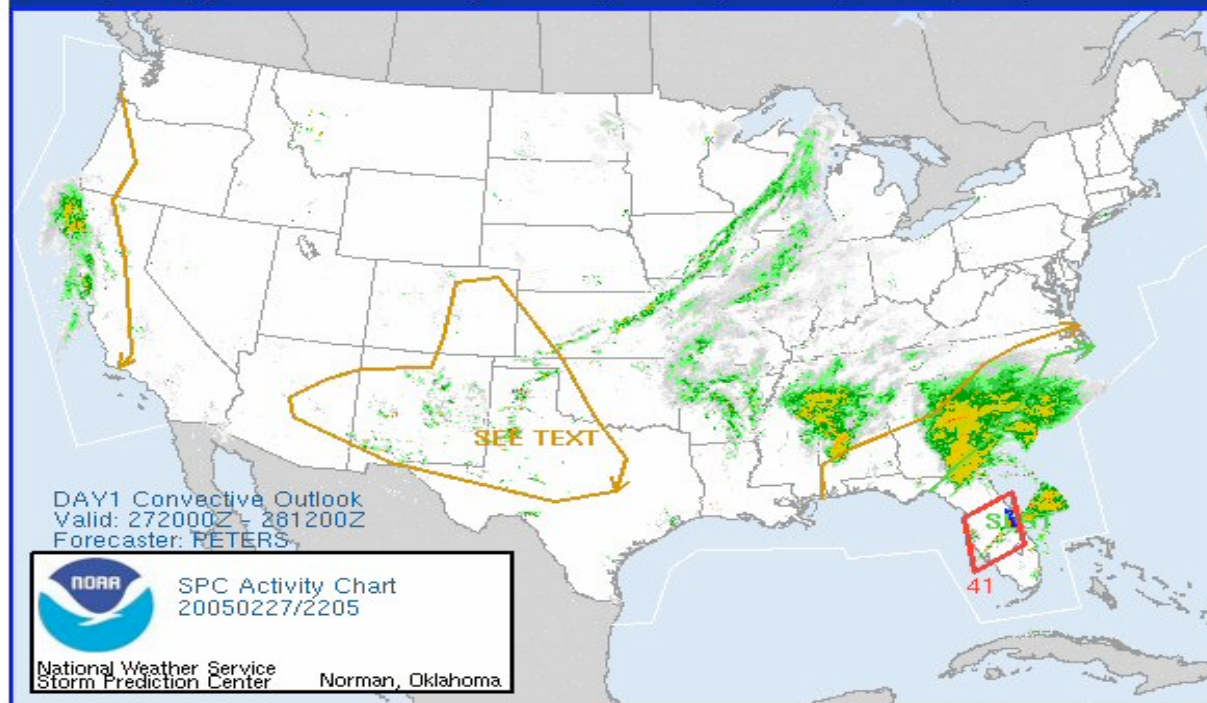 SEE TEXT
DAY1 Convective Outlook
Valid: 272000Z - 281200Z
Forecaster: PETERS
41
NOAA
SPC Activity Chart
20050227/2205
National Weather Service
Storm Prediction Center
Norman, Oklahoma